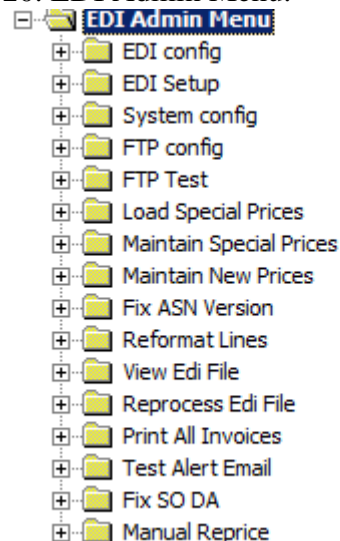 EDI Admin Menu
EDI config
EDI Setup
System config
FTP config
FTP Test
Load Special Prices
Maintain Special Prices
Maintain New Prices
Fix ASN Version
Reformat Lines
View Edi File
Reprocess Edi File
Print All Invoices
Test Alert Email
Fix SO DA
Manual Reprice